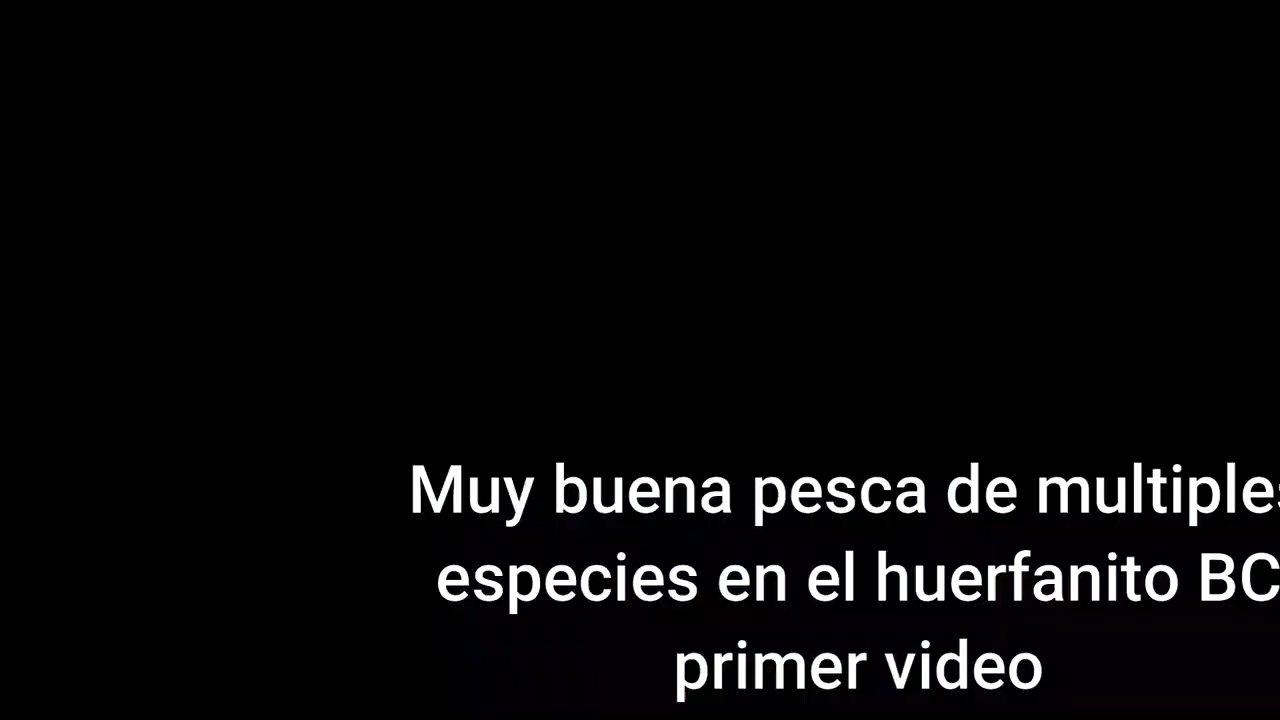 Muy buena pesca de multiples
especies en el huerfanito BC
primer video